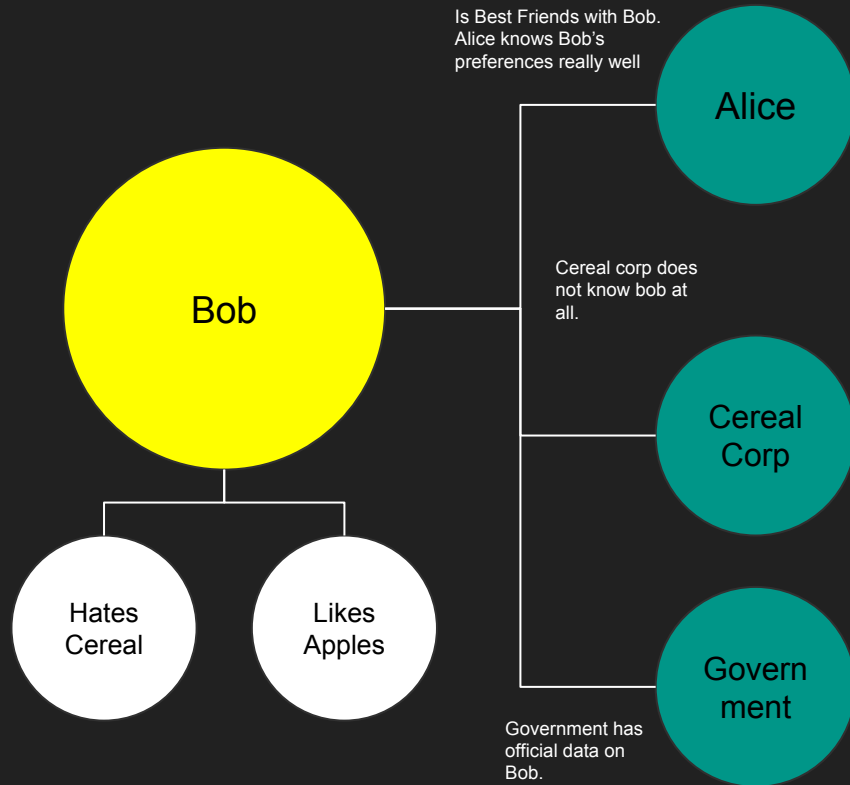 Is Best Friends with Bob.
Alice knows Bob's
preferences really well
Alice
Bob
Cereal corp does
not know bob at
all.
Cereal
Corp
Hates
Cereal
Likes
Apples
Govern
ment
Government has
official data on
Bob.